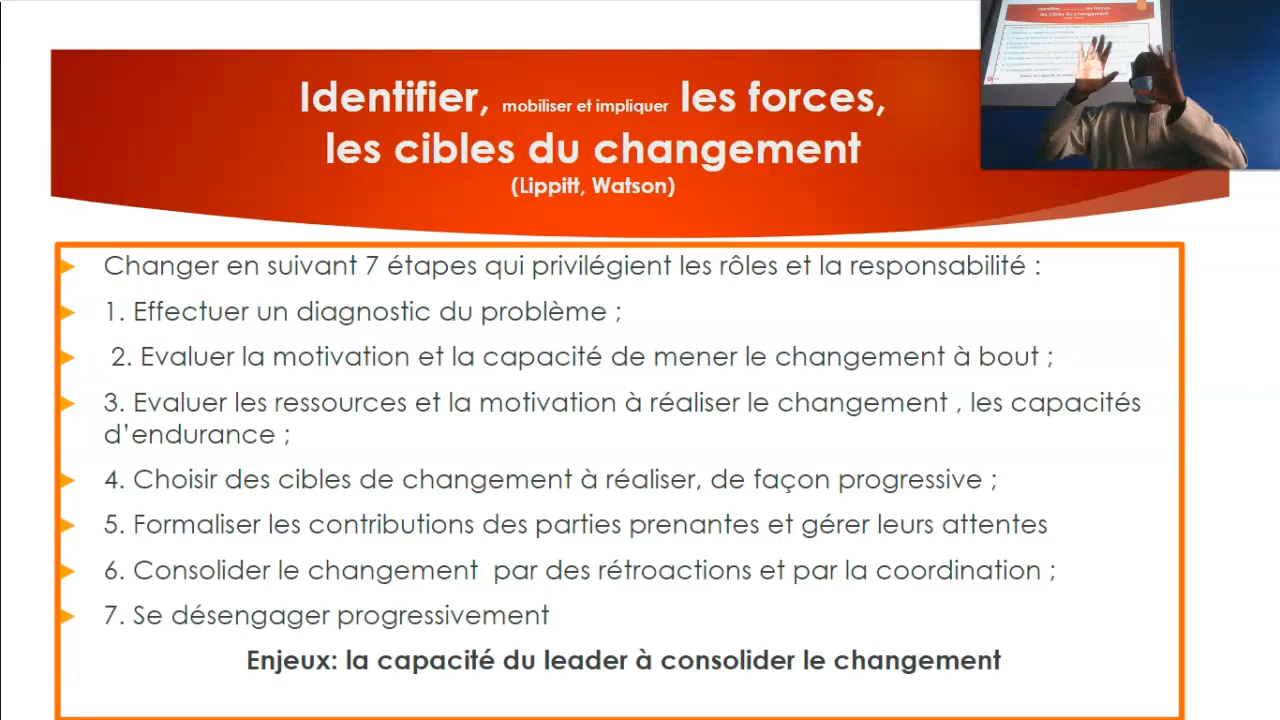 Identifier, mobiliser et impliquer les forces,
les cibles du changement
(Lippitt, Watson)
Changer en suivant 7 étapes qui privilégient les rôles et la responsabilité :
1. Effectuer un diagnostic du problème ;
2. Evaluer la motivation et la capacité de mener le changement à bout ;
3. Evaluer les ressources et la motivation à réaliser le changement , les capacités
d’endurance ;
4. Choisir des cibles de changement à réaliser, de façon progressive ;
5. Formaliser les contributions des parties prenantes et gérer leurs attentes
6. Consolider le changement par des rétroactions et par la coordination ;
7. Se désengager progressivement
Enjeux: la capacité du leader à consolider le changement